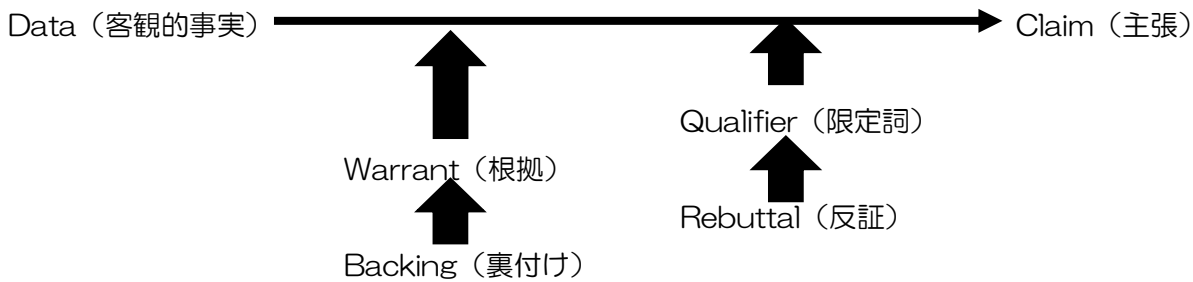 Data（客観的事実）
Claim（主張）
Qualifier（限定詞）
Warrant（根拠）
Rebuttal（反証）
Backing（裏付け）